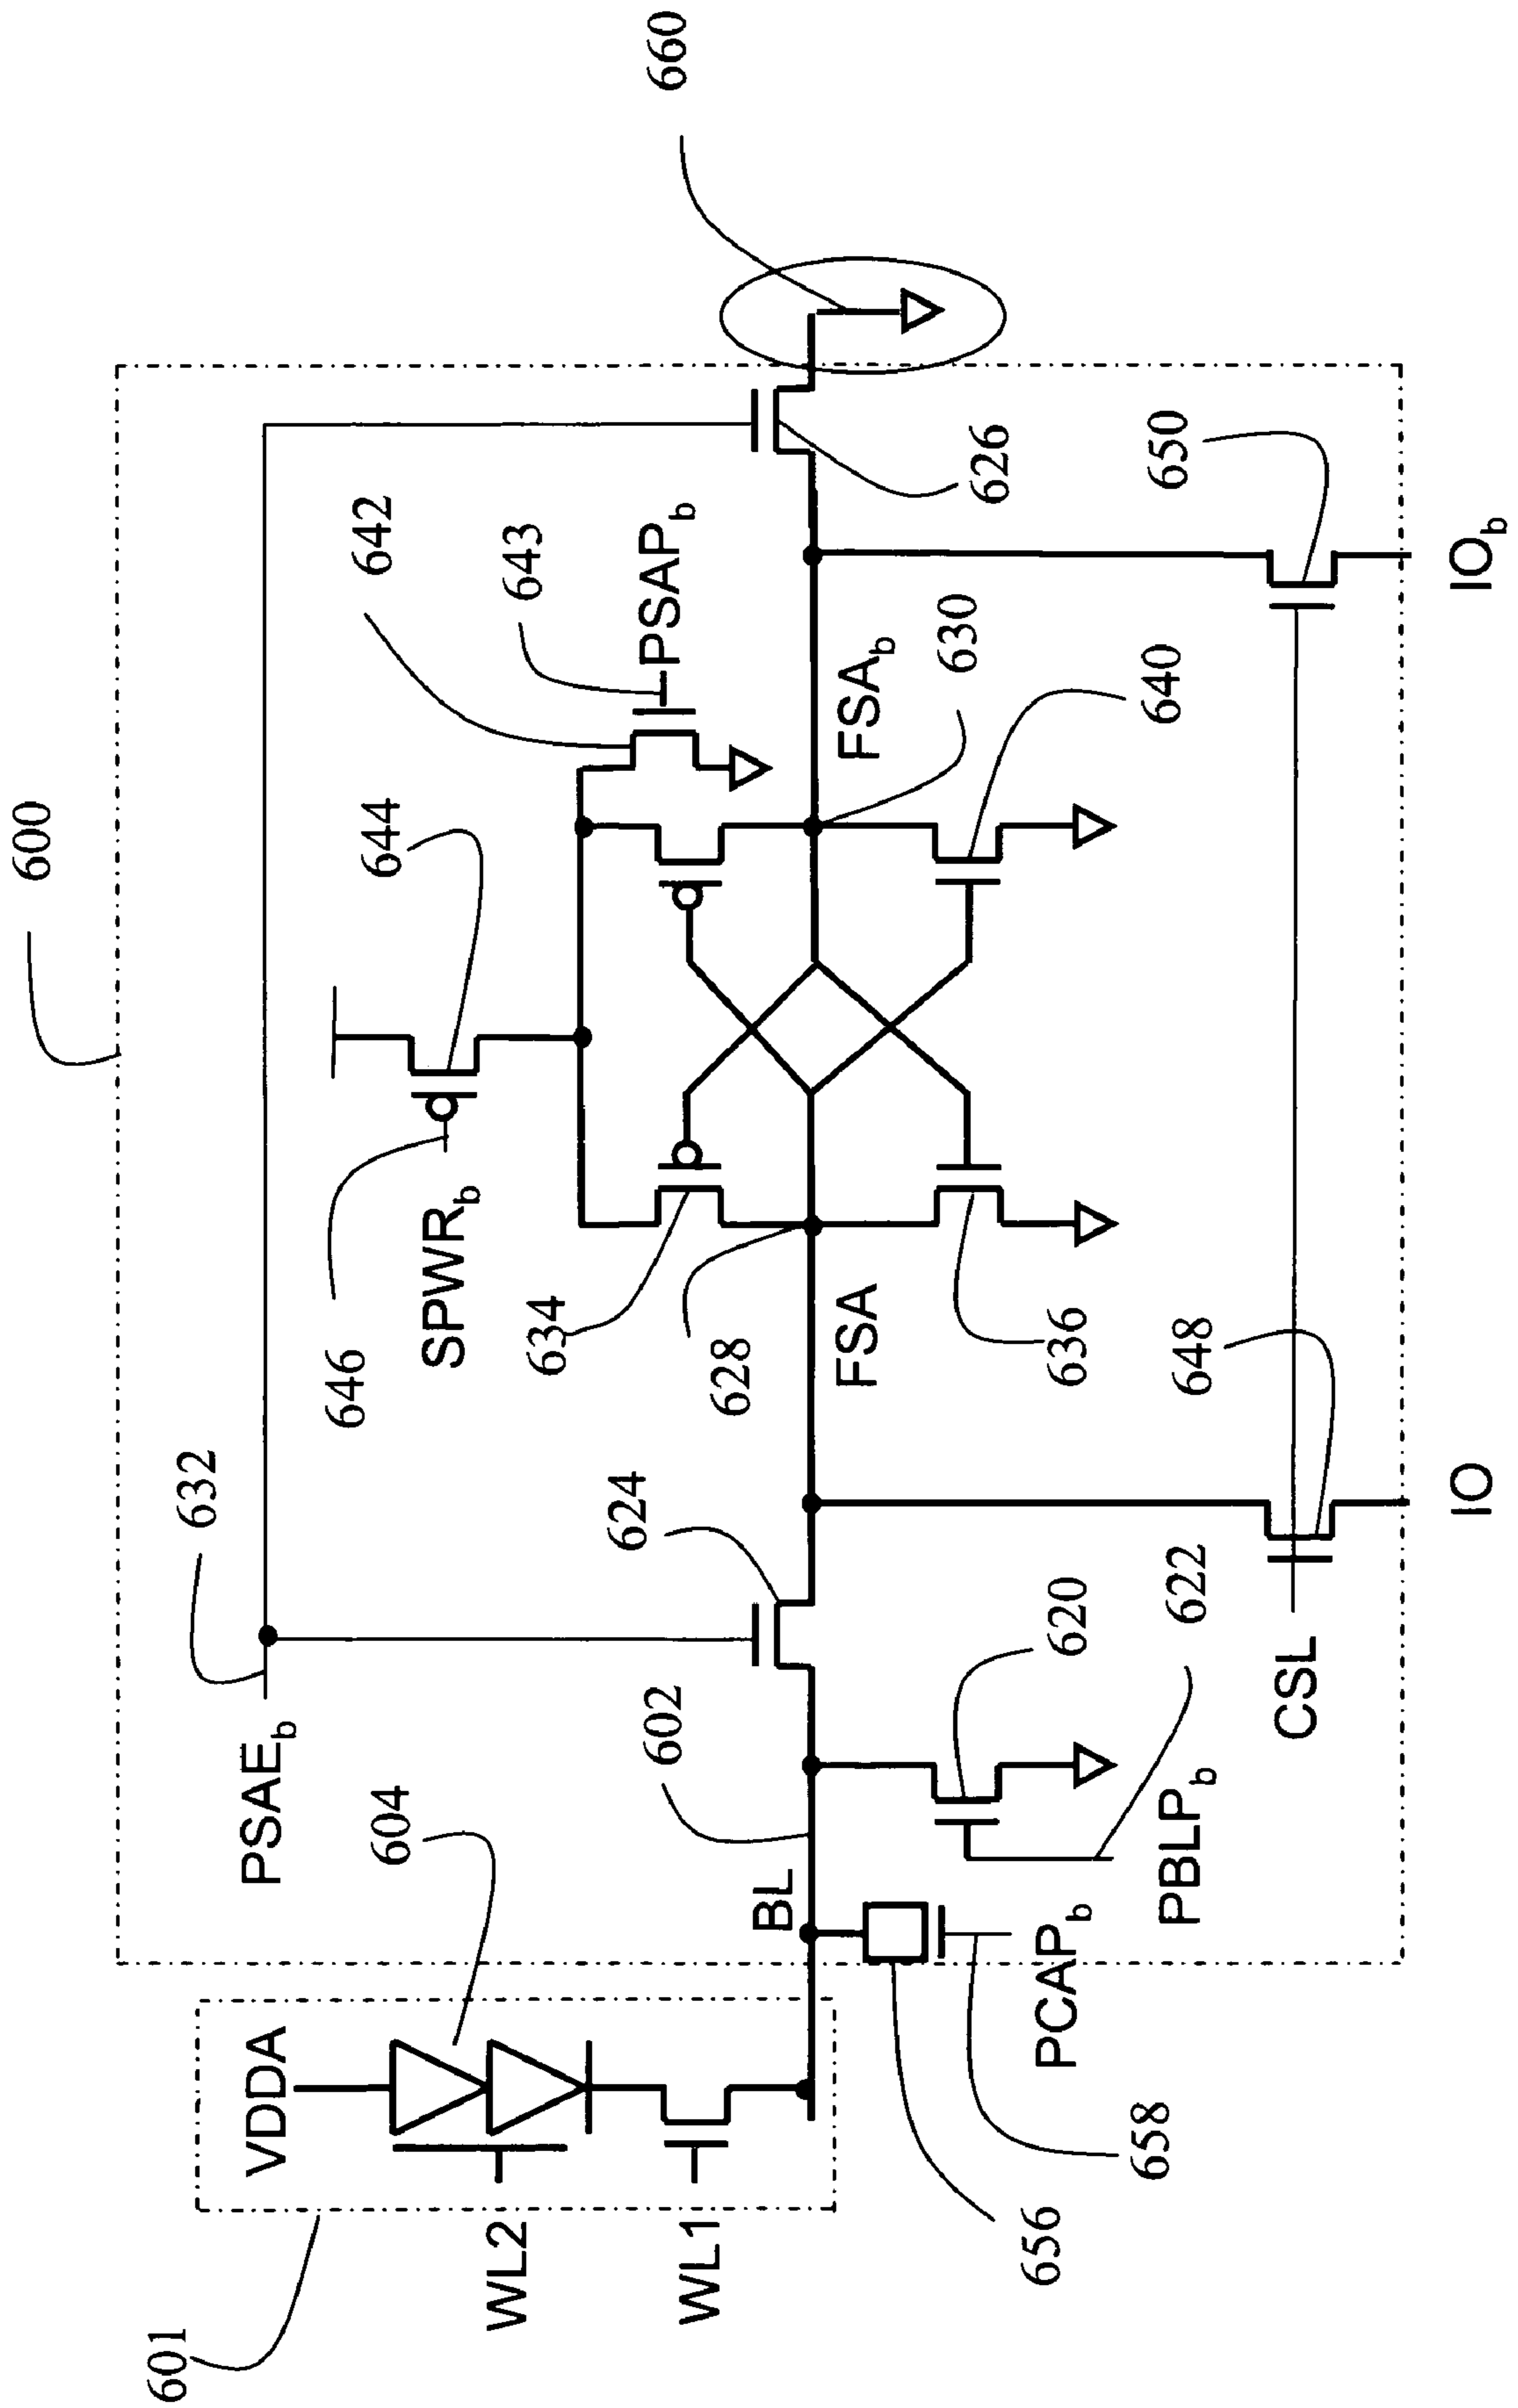 600
660
632
PSAE_b
646
SPWR_b
644
642
643
PSAP_b
604
VDDA
601
WL2
WL1
634
628
FSA
FSA_b
630
626
624
602
BL
620
622
PBLP_b
PCAP_b
658
656
636
640
648
650
CSL
IO
IO_b